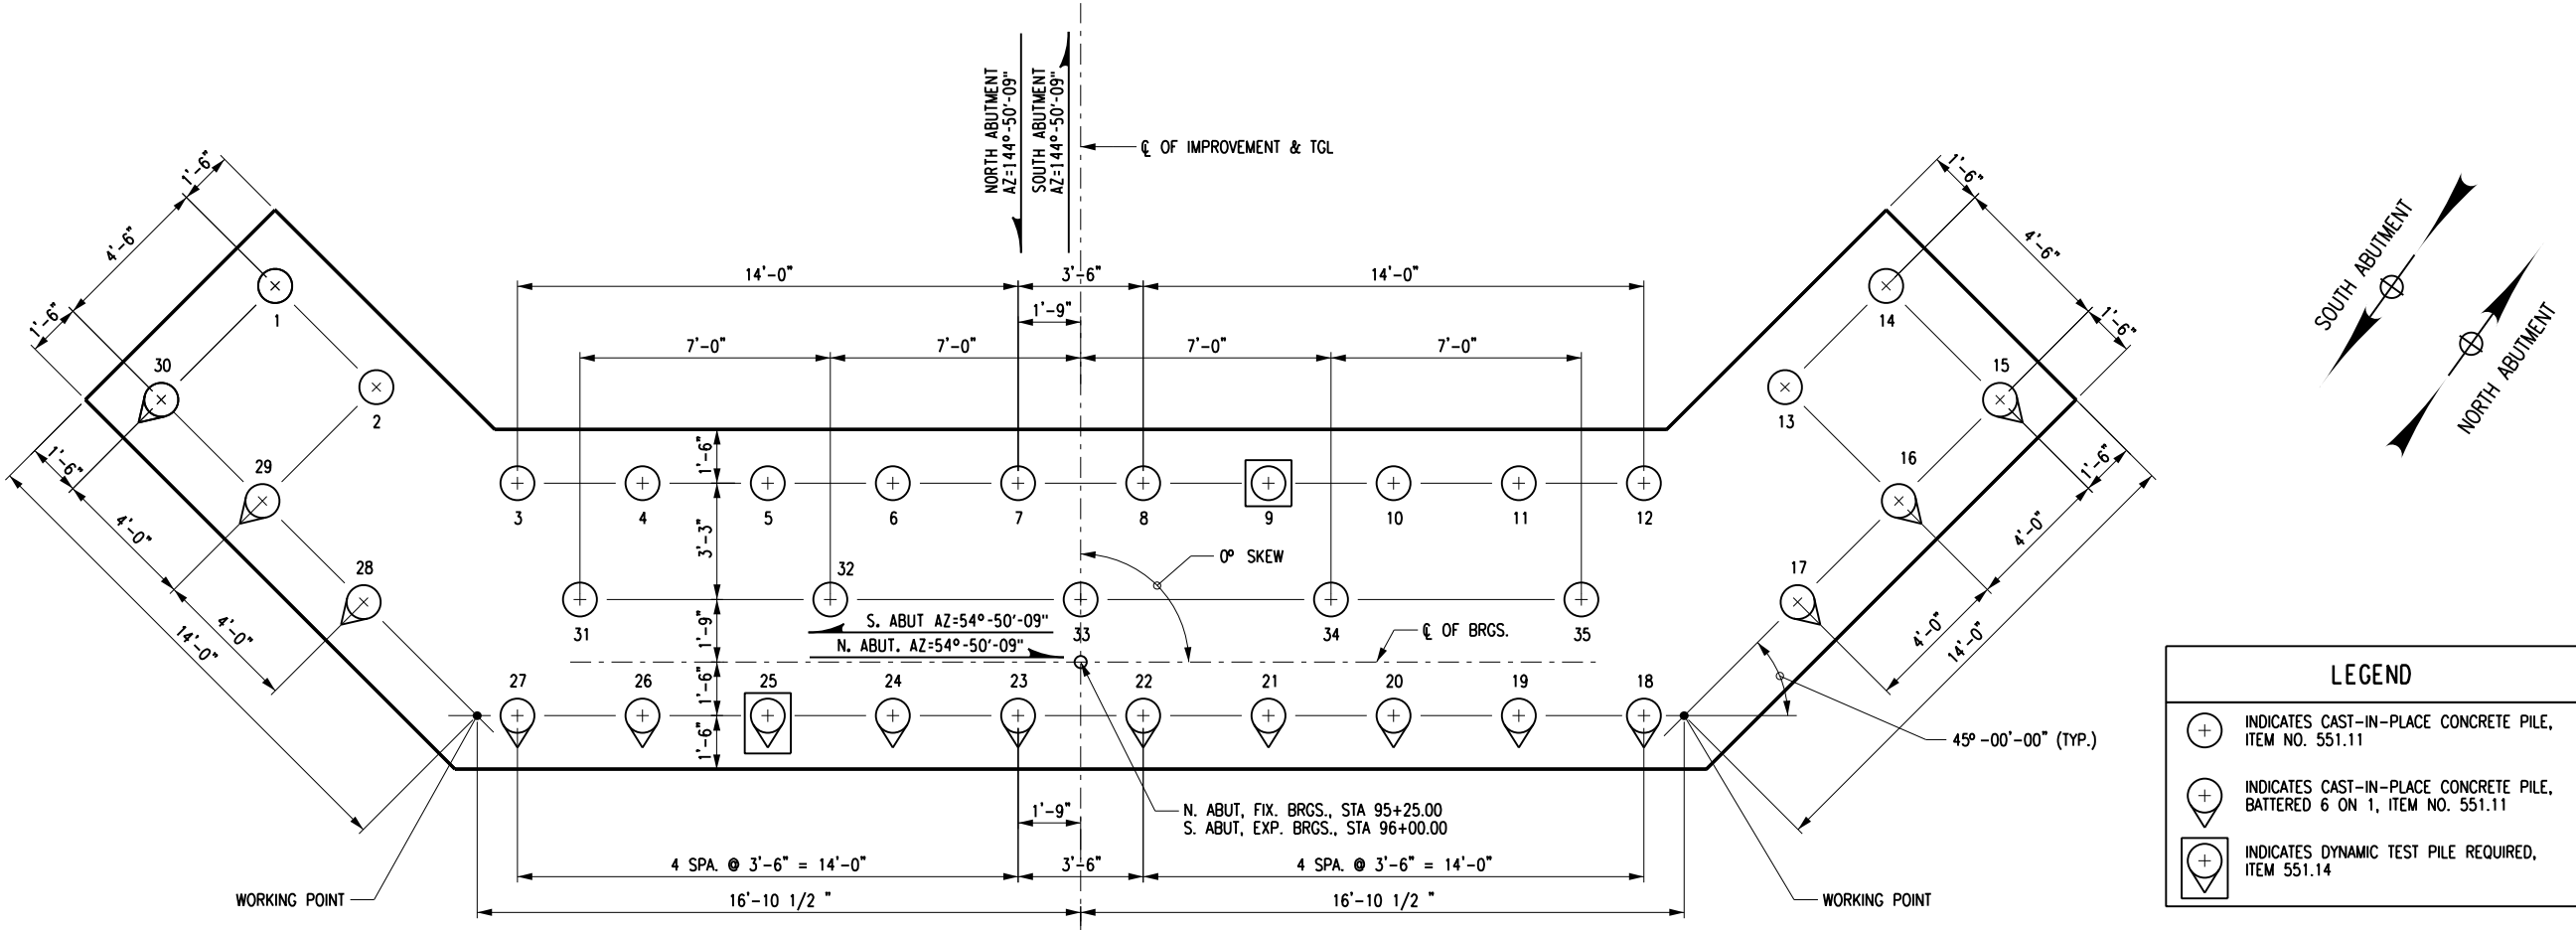 NORTH ABUTMENT
AZ=144°-50'-09"
SOUTH ABUTMENT
AZ=144°-50'-09"
℄ OF IMPROVEMENT & TGL
1'-6"
4'-6"
1'-6"
1'-6"
4'-6"
1'-6"
14'-0"
3'-6"
14'-0"
1'-9"
7'-0"
7'-0"
7'-0"
7'-0"
SOUTH ABUTMENT
NORTH ABUTMENT
1
14
30
2
13
15
29
16
28
17
1'-6"
4'-0"
4'-0"
14'-0"
1'-6"
4'-0"
4'-0"
14'-0"
1'-6"
3'-3"
1'-9"
1'-6"
1'-6"
3
4
5
6
7
8
9
10
11
12
0° SKEW
32
31
33
34
35
S. ABUT AZ=54°-50'-09"
N. ABUT. AZ=54°-50'-09"
℄ OF BRGS.
27
26
25
24
23
22
21
20
19
18
45°-00'-00" (TYP.)
N. ABUT, FIX. BRGS., STA 95+25.00
S. ABUT, EXP. BRGS., STA 96+00.00
1'-9"
4 SPA. @ 3'-6" = 14'-0"
3'-6"
4 SPA. @ 3'-6" = 14'-0"
16'-10 1/2 "
16'-10 1/2 "
WORKING POINT
WORKING POINT
LEGEND
INDICATES CAST-IN-PLACE CONCRETE PILE,
ITEM NO. 551.11
INDICATES CAST-IN-PLACE CONCRETE PILE,
BATTERED 6 ON 1, ITEM NO. 551.11
INDICATES DYNAMIC TEST PILE REQUIRED,
ITEM 551.14